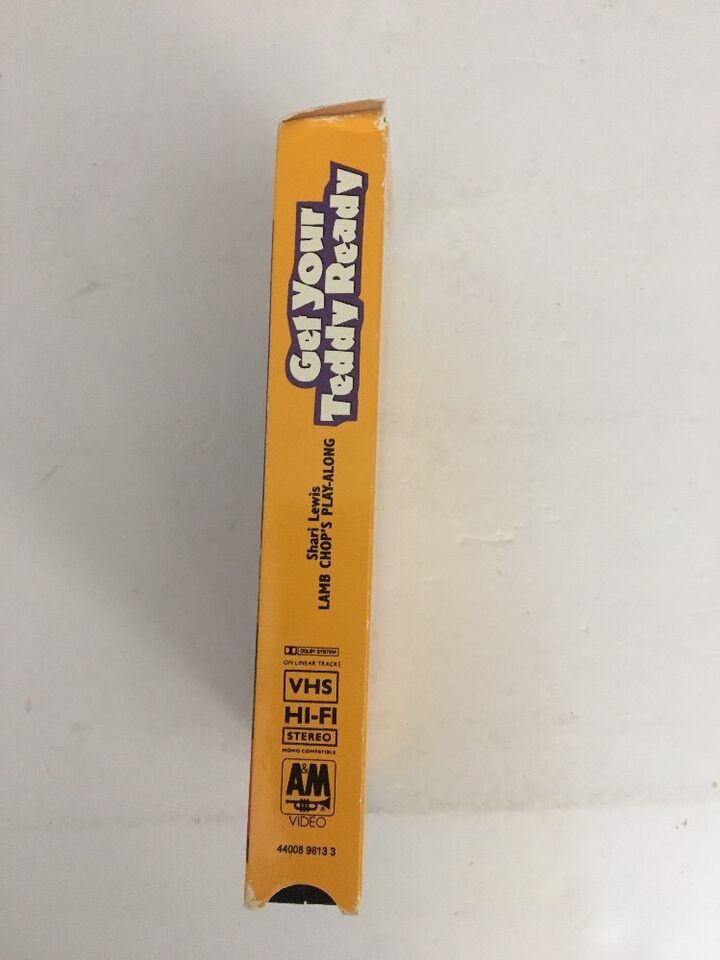 Get Your
Teddy Ready
Shari Lewis
LAMB CHOP'S PLAY-ALONG
DOLBY SYSTEM
ON LINEAR TRACKS
VHS
HI-FI
STEREO
MONO COMPATIBLE
A&M
VIDEO
44008 9613 3